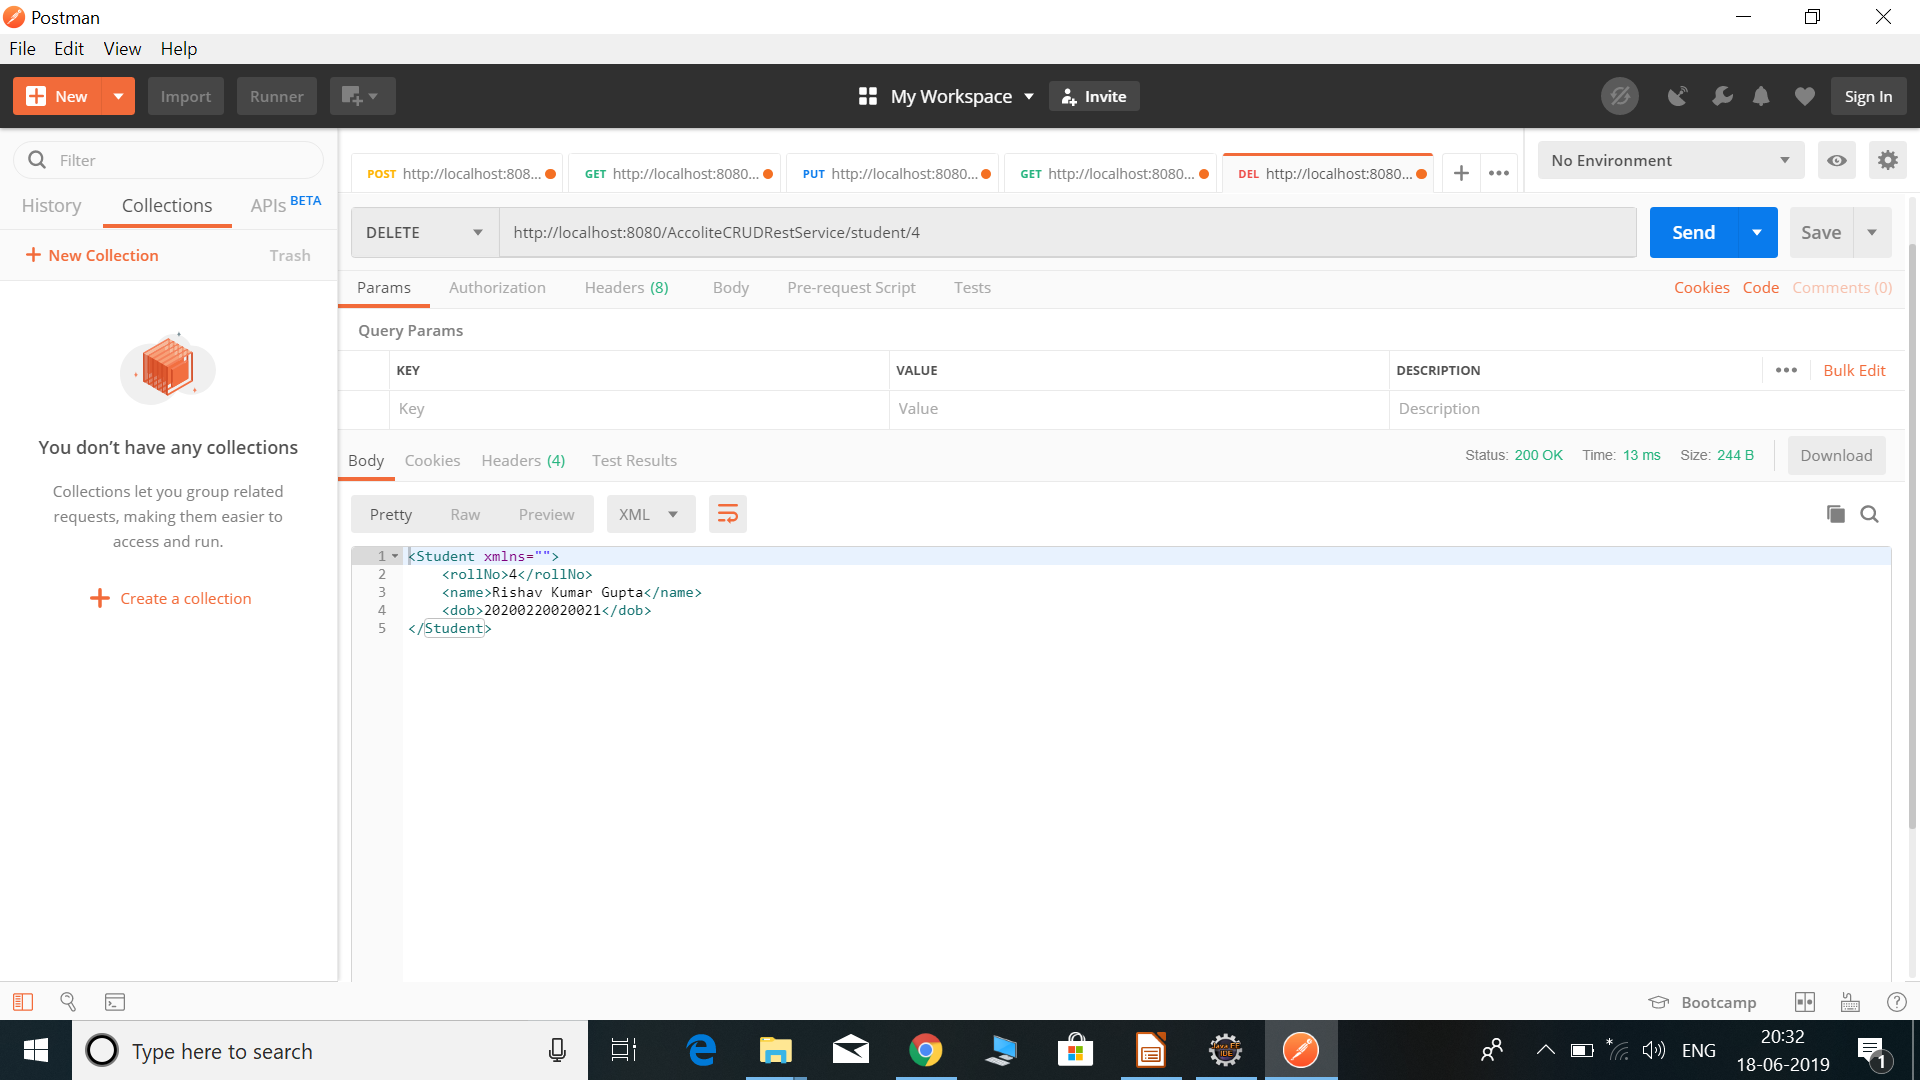 Postman
File Edit View Help
New Import Runner My Workspace Invite Sign In
Filter
History Collections APIs BETA
New Collection Trash
You don’t have any collections
Collections let you group related
requests, making them easier to
access and run.
Create a collection
POST http://localhost:808... GET http://localhost:8080... PUT http://localhost:8080... GET http://localhost:8080... DEL http://localhost:8080... + ••• No Environment
DELETE http://localhost:8080/AccoliteCRUDRestService/student/4 Send Save
Params Authorization Headers (8) Body Pre-request Script Tests Cookies Code Comments (0)
Query Params
KEY VALUE DESCRIPTION ••• Bulk Edit
Key Value Description
Body Cookies Headers (4) Test Results Status: 200 OK Time: 13 ms Size: 244 B Download
Pretty Raw Preview XML
1 <Student xmlns="">
2 <rollNo>4</rollNo>
3 <name>Rishav Kumar Gupta</name>
4 <dob>20200220020021</dob>
5 </Student>
Bootcamp
Type here to search Java EE IDE ENG 20:32
18-06-2019 1